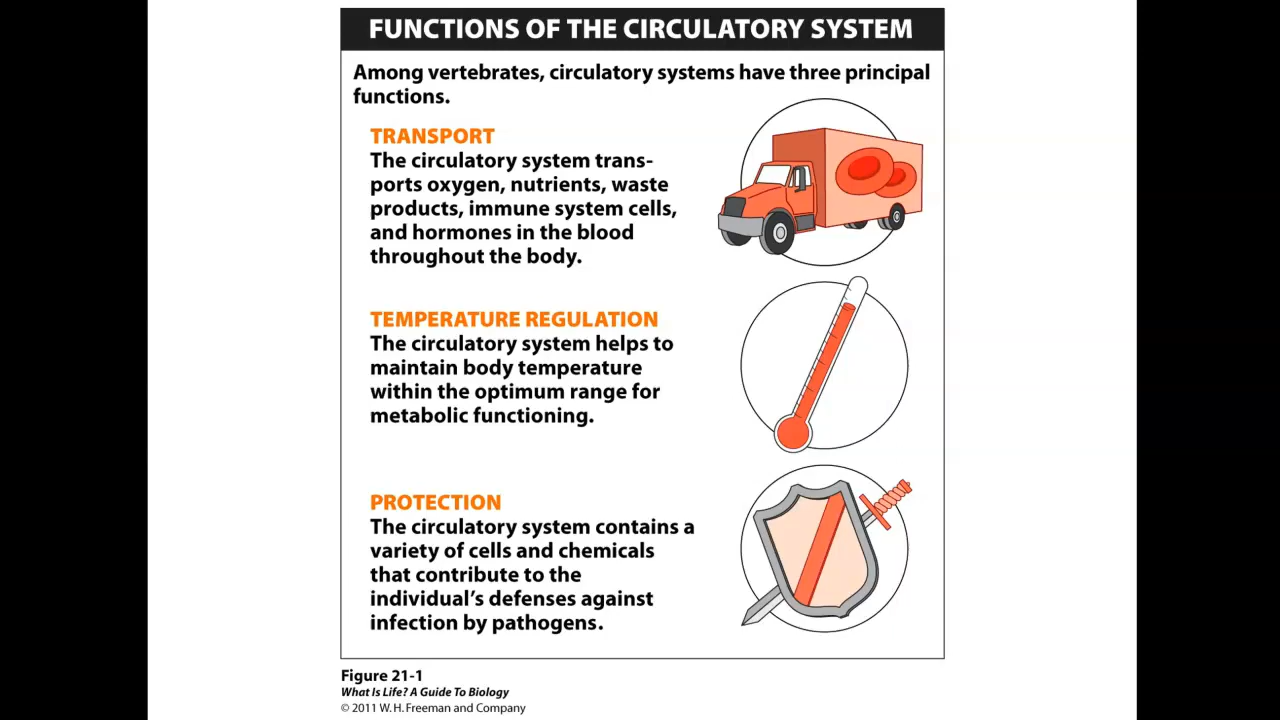 FUNCTIONS OF THE CIRCULATORY SYSTEM
Among vertebrates, circulatory systems have three principal
functions.
TRANSPORT
The circulatory system trans-
ports oxygen, nutrients, waste
products, immune system cells,
and hormones in the blood
throughout the body.
TEMPERATURE REGULATION
The circulatory system helps to
maintain body temperature
within the optimum range for
metabolic functioning.
PROTECTION
The circulatory system contains a
variety of cells and chemicals
that contribute to the
individual’s defenses against
infection by pathogens.
Figure 21-1
What Is Life? A Guide To Biology
© 2011 W. H. Freeman and Company